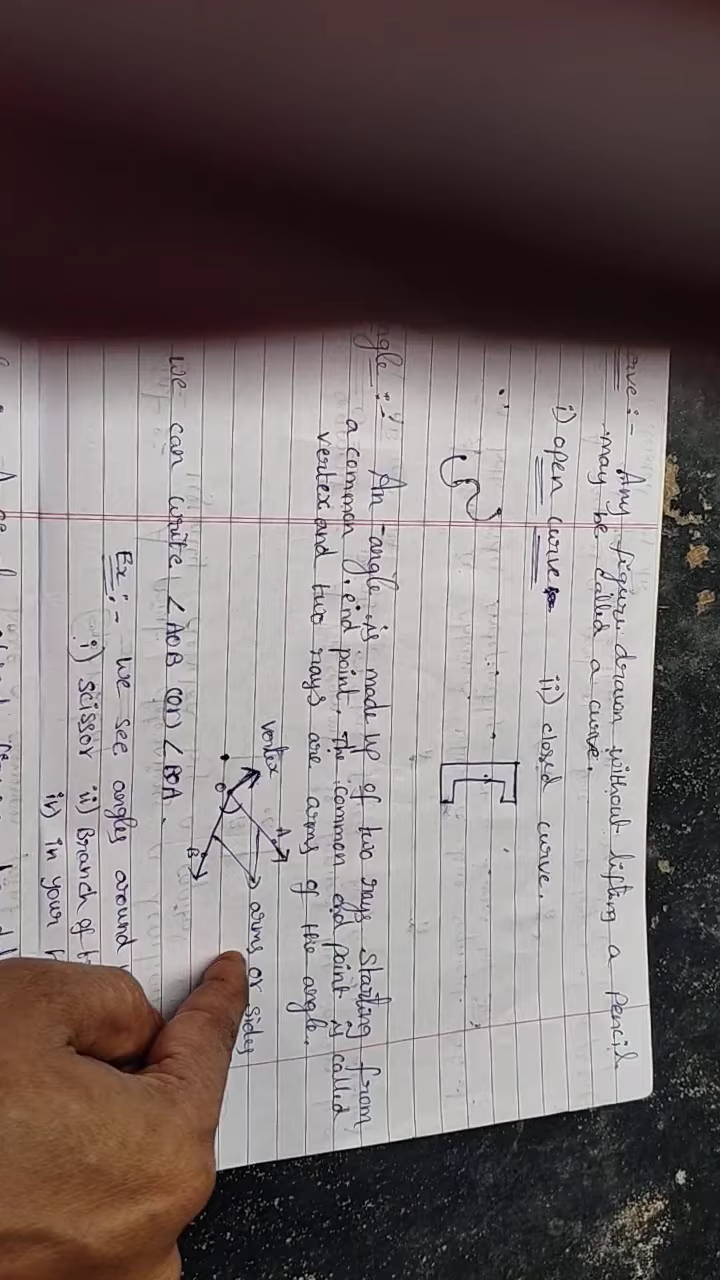 rve:- Any figure drawn without lifting a pencil
may be called a curve.
i) open curve ii) closed curve.
ngle:- An angle is made up of two rays starting from
a common end point. The common end point is called
vertex and two rays are arms of the angle.
vertex
A
O
arms or sides
B
we can write ∠AOB (or) ∠BOA.
Ex:- we see angles around
i) scissor ii) Branch of t
iv) in your